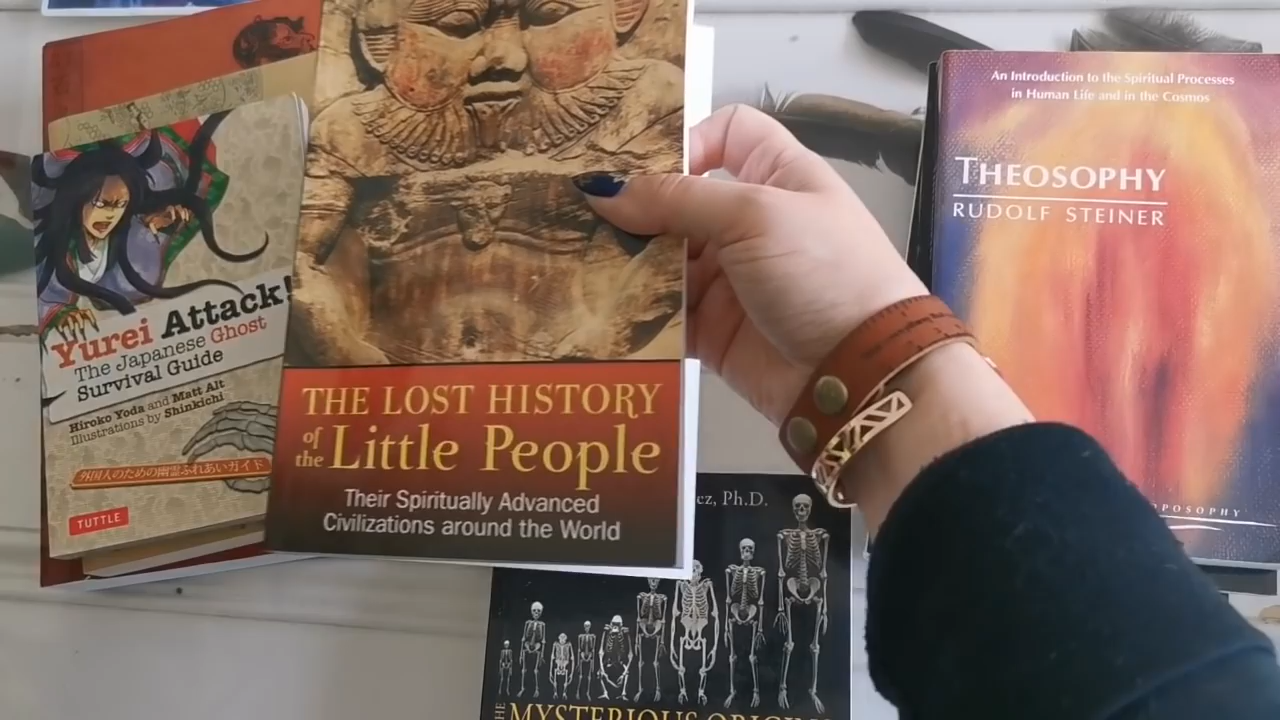 Yurei Attack!
The Japanese Ghost
Survival Guide
Hiroko Yoda and Matt Alt
Illustrations by Shinkichi
外国人のための幽霊ふれあいガイド
TUTTLE
THE LOST HISTORY
of the Little People
Their Spiritually Advanced
Civilizations around the World
An Introduction to the Spiritual Processes
in Human Life and in the Cosmos
THEOSOPHY
RUDOLF STEINER
Ph.D.
THE MYSTERIOUS